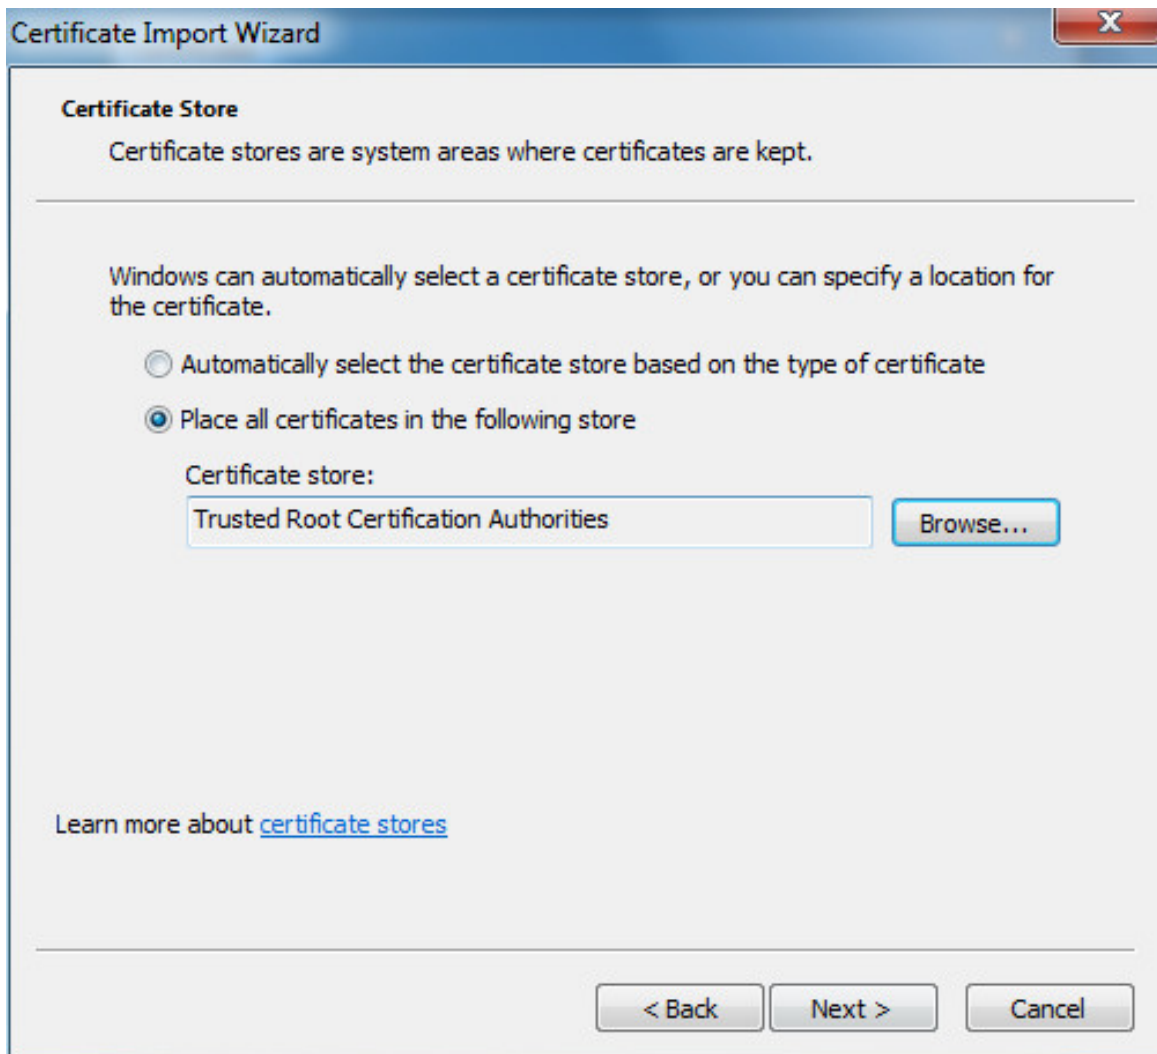 Certificate Import Wizard
Certificate Store
Certificate stores are system areas where certificates are kept.
Windows can automatically select a certificate store, or you can specify a location for
the certificate.
Automatically select the certificate store based on the type of certificate
Place all certificates in the following store
Certificate store:
Trusted Root Certification Authorities
Browse...
Learn more about certificate stores
< Back
Next >
Cancel